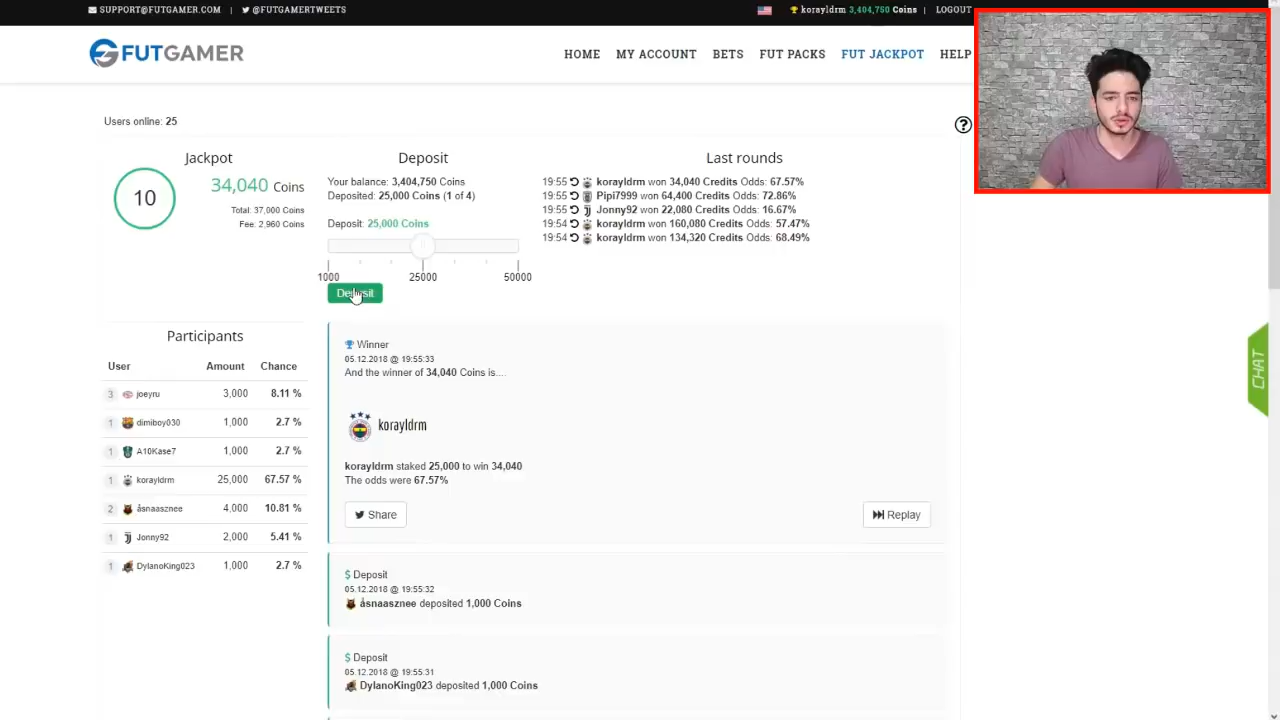 SUPPORT@FUTGAMER.COM | @FUTGAMERTWEETS korayldrm 3,404,750 Coins | LOGOUT
FUTGAMER HOME MY ACCOUNT BETS FUT PACKS FUT JACKPOT HELP
Users online: 25
?
Jackpot
10
34,040 Coins
Total: 37,000 Coins
Fee: 2,960 Coins
Deposit
Your balance: 3,404,750 Coins
Deposited: 25,000 Coins (1 of 4)
Deposit: 25,000 Coins
1000 25000 50000
Deposit
Last rounds
19:55 korayldrm won 34,040 Credits Odds: 67.57%
19:55 Pipi7999 won 64,400 Credits Odds: 72.86%
19:55 Jonny92 won 22,080 Credits Odds: 16.67%
19:54 korayldrm won 160,080 Credits Odds: 57.47%
19:54 korayldrm won 134,320 Credits Odds: 68.49%
Participants
User Amount Chance
3 joeyru 3,000 8.11 %
1 dimiboy030 1,000 2.7 %
1 A10Kase7 1,000 2.7 %
1 korayldrm 25,000 67.57 %
2 åsnaasznee 4,000 10.81 %
1 Jonny92 2,000 5.41 %
1 DylanoKing023 1,000 2.7 %
Winner
05.12.2018 @ 19:55:33
And the winner of 34,040 Coins is....
korayldrm
korayldrm staked 25,000 to win 34,040
The odds were 67.57%
Share Replay
$ Deposit
05.12.2018 @ 19:55:32
åsnaasznee deposited 1,000 Coins
$ Deposit
05.12.2018 @ 19:55:31
DylanoKing023 deposited 1,000 Coins
CHAT